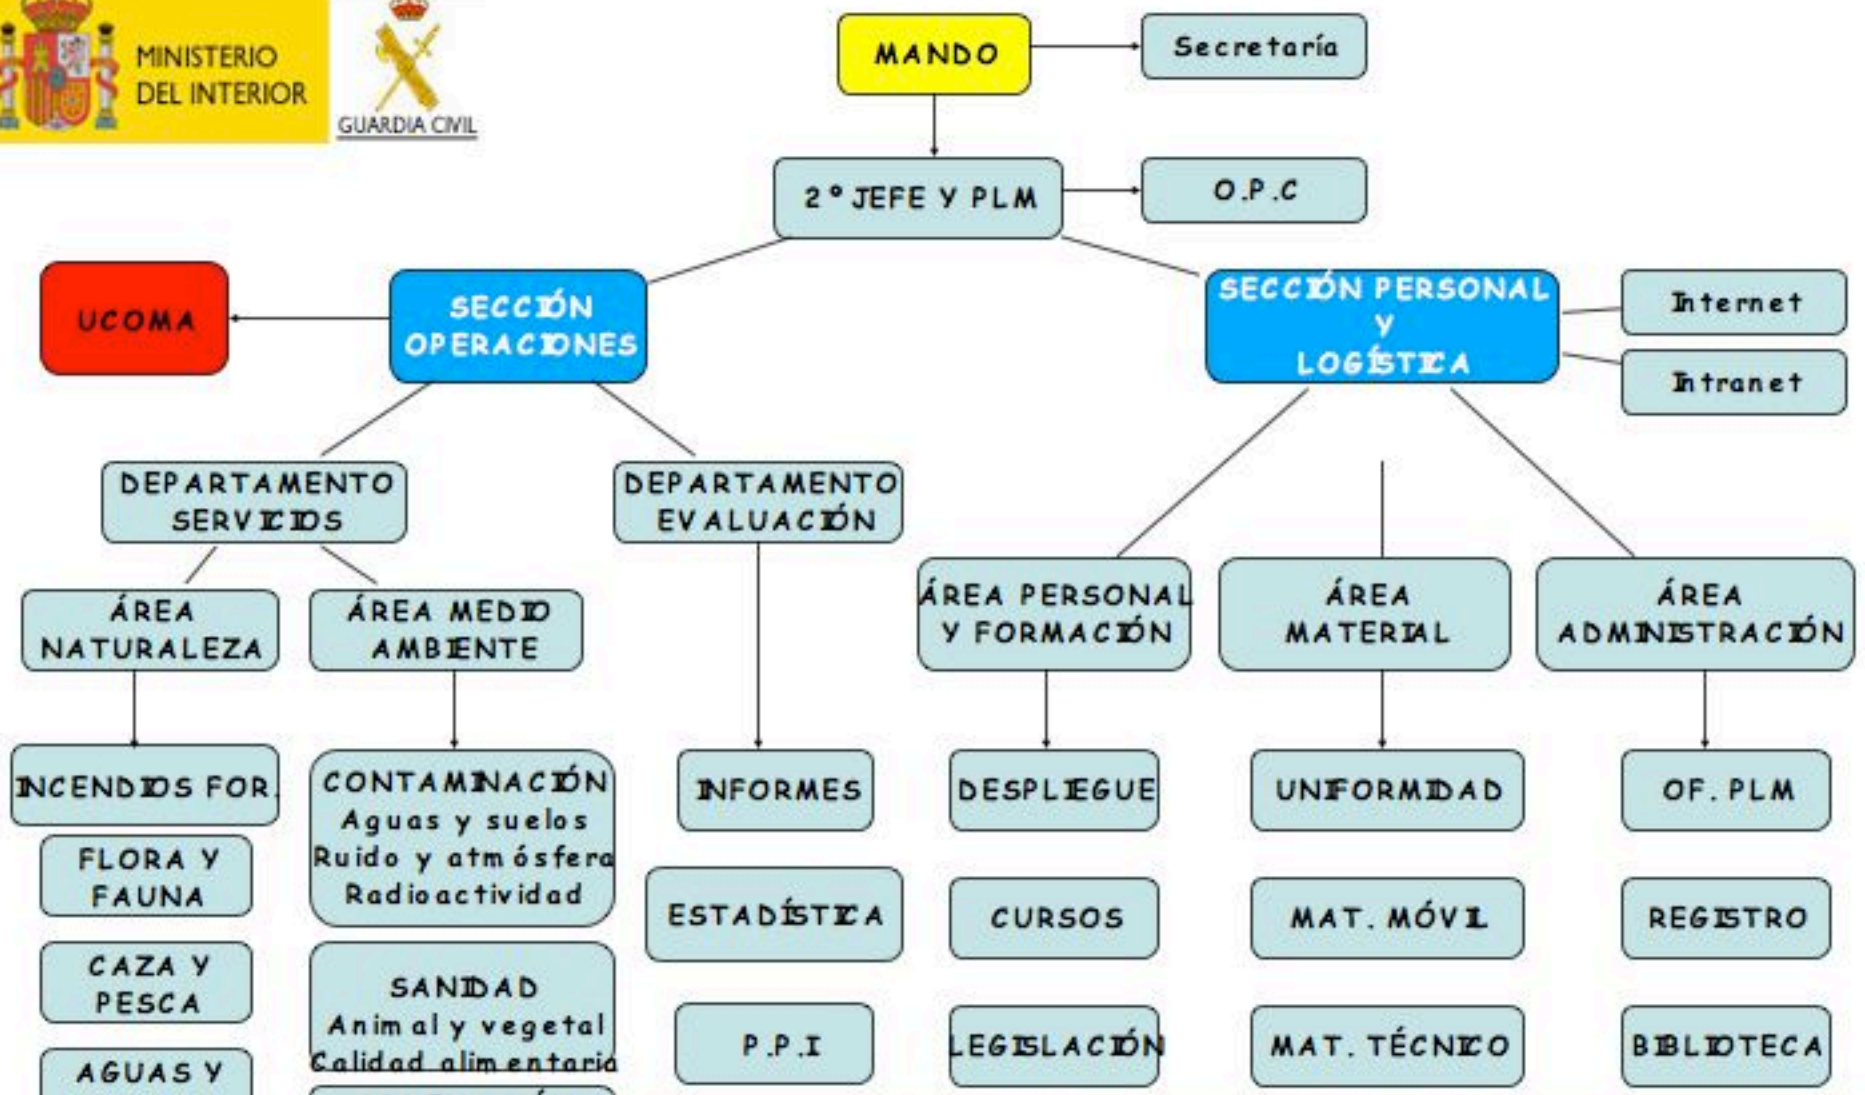 MINISTERIO
DEL INTERIOR
GUARDIA CIVIL
MANDO
Secretaría
2º JEFE Y PLM
O.P.C
UCOMA
SECCIÓN
OPERACIONES
SECCIÓN PERSONAL
Y
LOGÍSTICA
Internet
Intranet
DEPARTAMENTO
SERVICIOS
DEPARTAMENTO
EVALUACIÓN
ÁREA
NATURALEZA
ÁREA MEDIO
AMBIENTE
ÁREA PERSONAL
Y FORMACIÓN
ÁREA
MATERIAL
ÁREA
ADMINISTRACIÓN
INCENDIOS FOR.
FLORA Y
FAUNA
CAZA Y
PESCA
AGUAS Y
CONTAMINACIÓN
Aguas y suelos
Ruido y atmósfera
Radioactividad
SANIDAD
Animal y vegetal
Calidad alimentaria
INFORMES
ESTADÍSTICA
P.P.I
DESPLIEGUE
CURSOS
LEGISLACIÓN
UNIFORMIDAD
MAT. MÓVIL
MAT. TÉCNICO
OF. PLM
REGISTRO
BIBLIOTECA